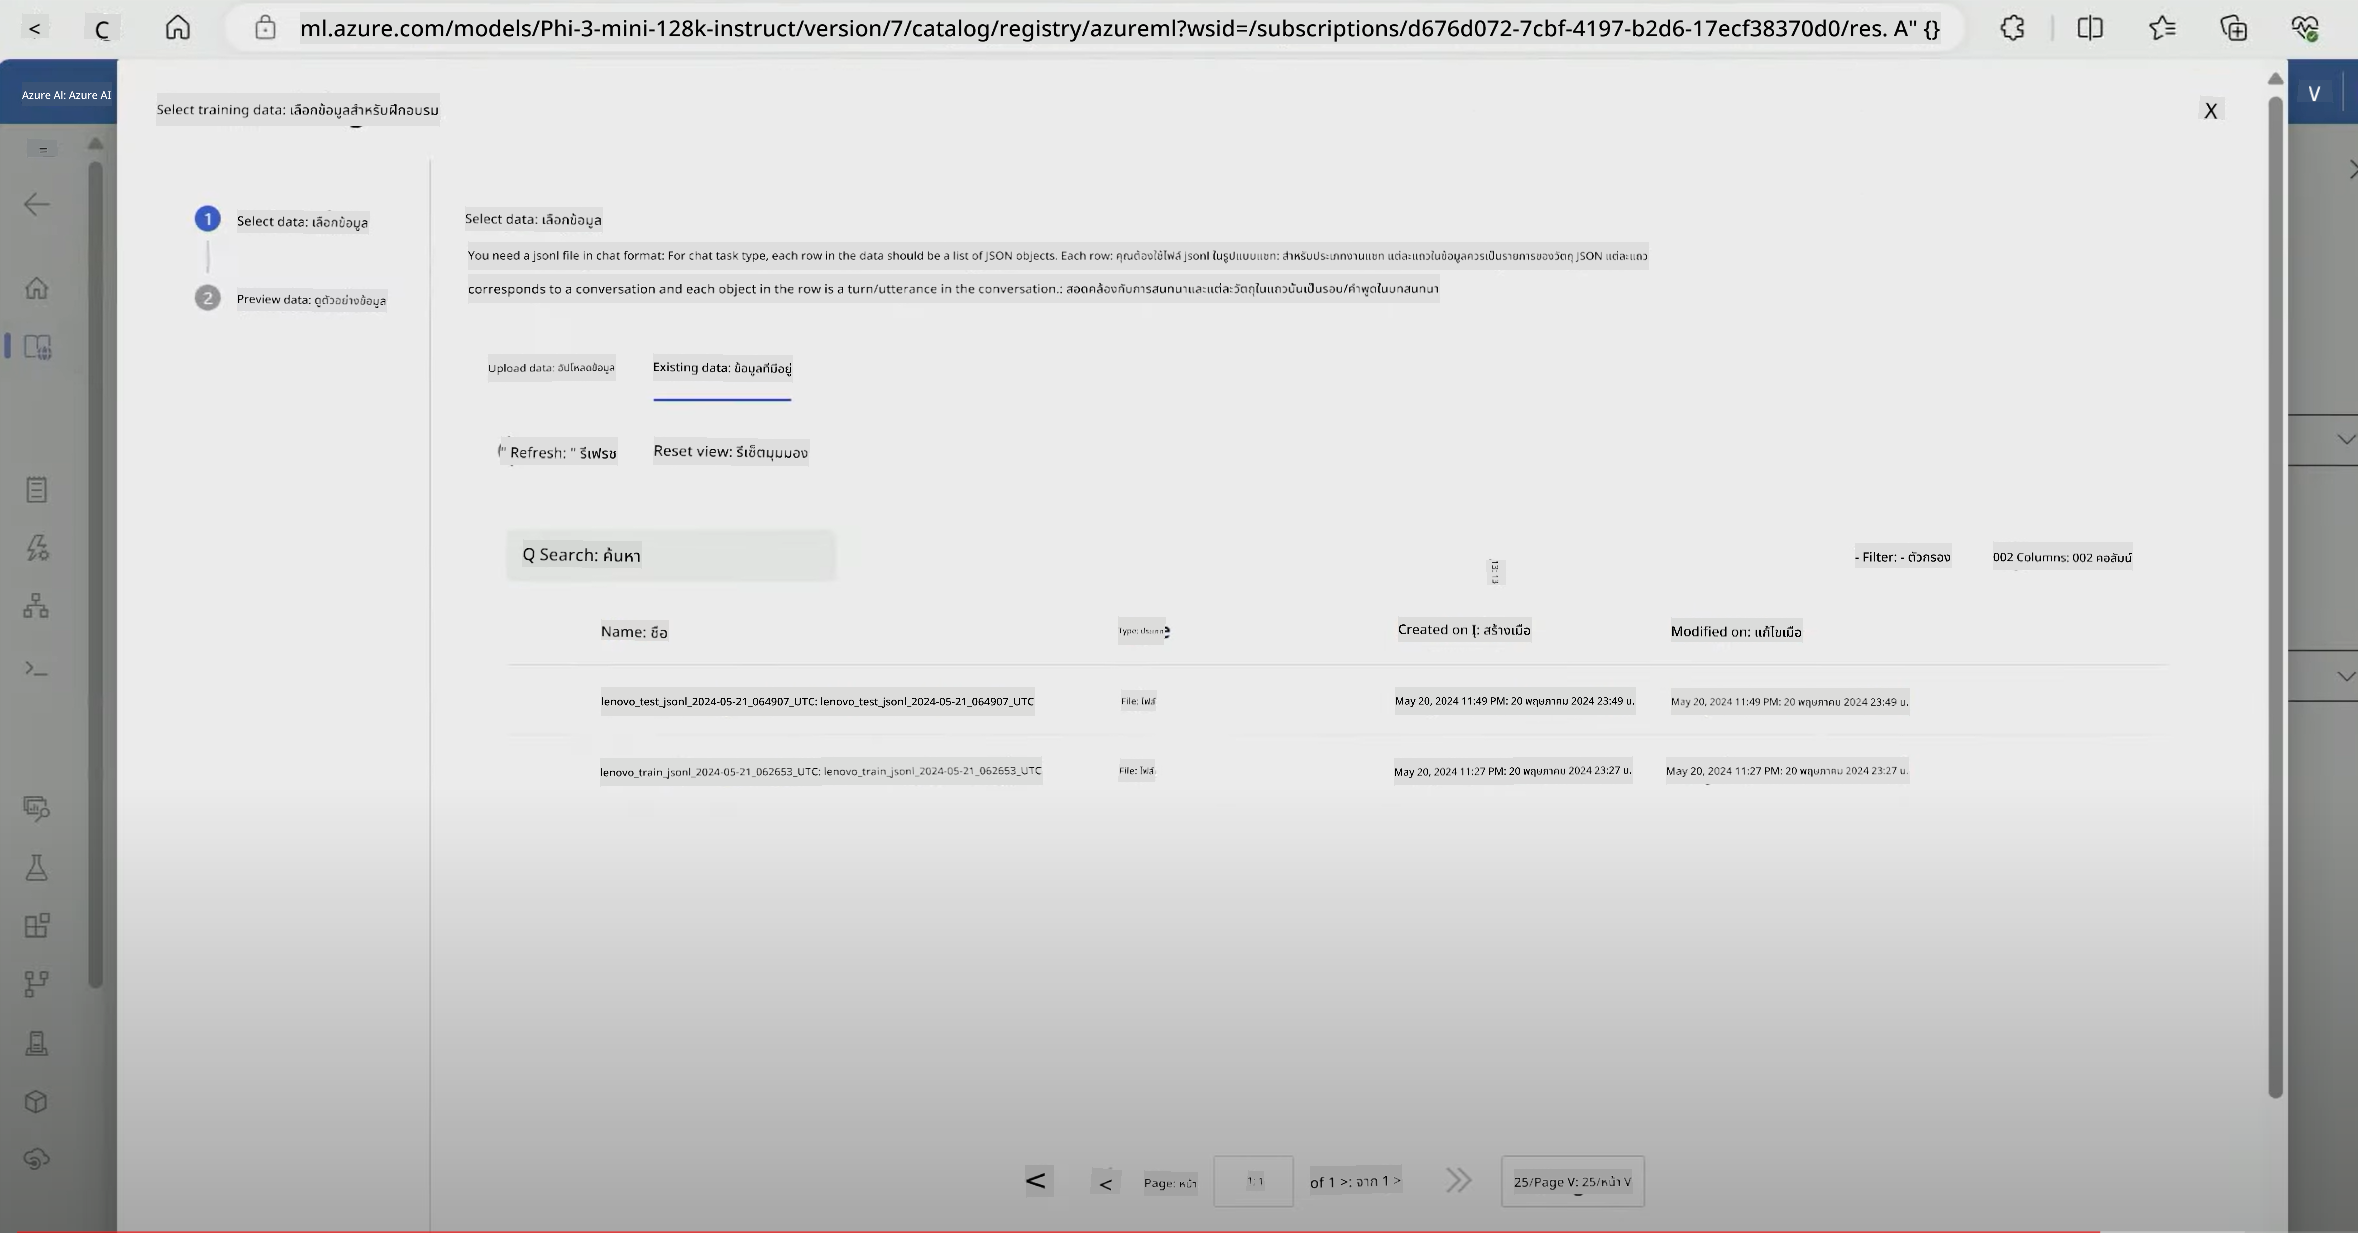 ml.azure.com/models/Phi-3-mini-128k-instruct/version/7/catalog/registry/azureml?wsid=/subscriptions/d676d072-7cbf-4197-b2d6-17ecf38370d0/res. A" {}
Azure AI: Azure AI
Select training data: เลือกข้อมูลสำหรับฝึกอบรม
X
V
1 Select data: เลือกข้อมูล
2 Preview data: ดูตัวอย่างข้อมูล
Select data: เลือกข้อมูล
You need a jsonl file in chat format: For chat task type, each row in the data should be a list of JSON objects. Each row: คุณต้องใช้ไฟล์ jsonl ในรูปแบบแชท: สำหรับประเภทงานแชท แต่ละแถวในข้อมูลควรเป็นรายการของวัตถุ JSON แต่ละแถว
corresponds to a conversation and each object in the row is a turn/utterance in the conversation.: สอดคล้องกับการสนทนาและแต่ละวัตถุในแถวนั้นเป็นรอบ/คำพูดในบทสนทนา
Upload data: อัปโหลดข้อมูล
Existing data: ข้อมูลที่มีอยู่
(" Refresh: " รีเฟรช
Reset view: รีเซ็ตมุมมอง
Q Search: ค้นหา
- Filter: - ตัวกรอง
002 Columns: 002 คอลัมน์
Name: ชื่อ
Type: ประเภท
Created on Į: สร้างเมื่อ
Modified on: แก้ไขเมื่อ
lenovo_test_jsonl_2024-05-21_064907_UTC: lenovo_test_jsonl_2024-05-21_064907_UTC
File: ไฟล์
May 20, 2024 11:49 PM: 20 พฤษภาคม 2024 23:49 น.
May 20, 2024 11:49 PM: 20 พฤษภาคม 2024 23:49 น.
lenovo_train_jsonl_2024-05-21_062653_UTC: lenovo_train_jsonl_2024-05-21_062653_UTC
File: ไฟล์
May 20, 2024 11:27 PM: 20 พฤษภาคม 2024 23:27 น.
May 20, 2024 11:27 PM: 20 พฤษภาคม 2024 23:27 น.
< < Page: หน้า 1: 1 of 1 >: จาก 1 > 25/Page V: 25/หน้า V